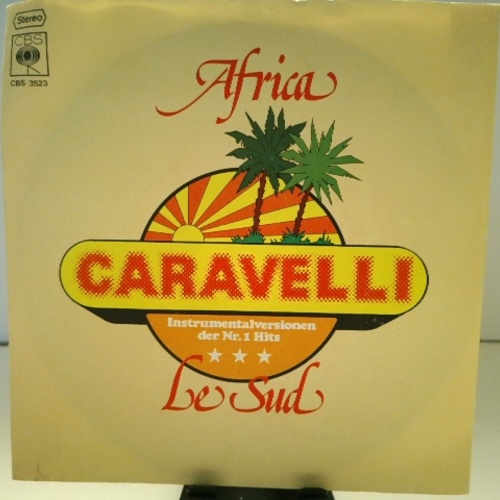 Stereo
CBS
CBS 3523
Africa
CARAVELLI
Instrumentalversionen
der Nr. 1 Hits
Le Sud